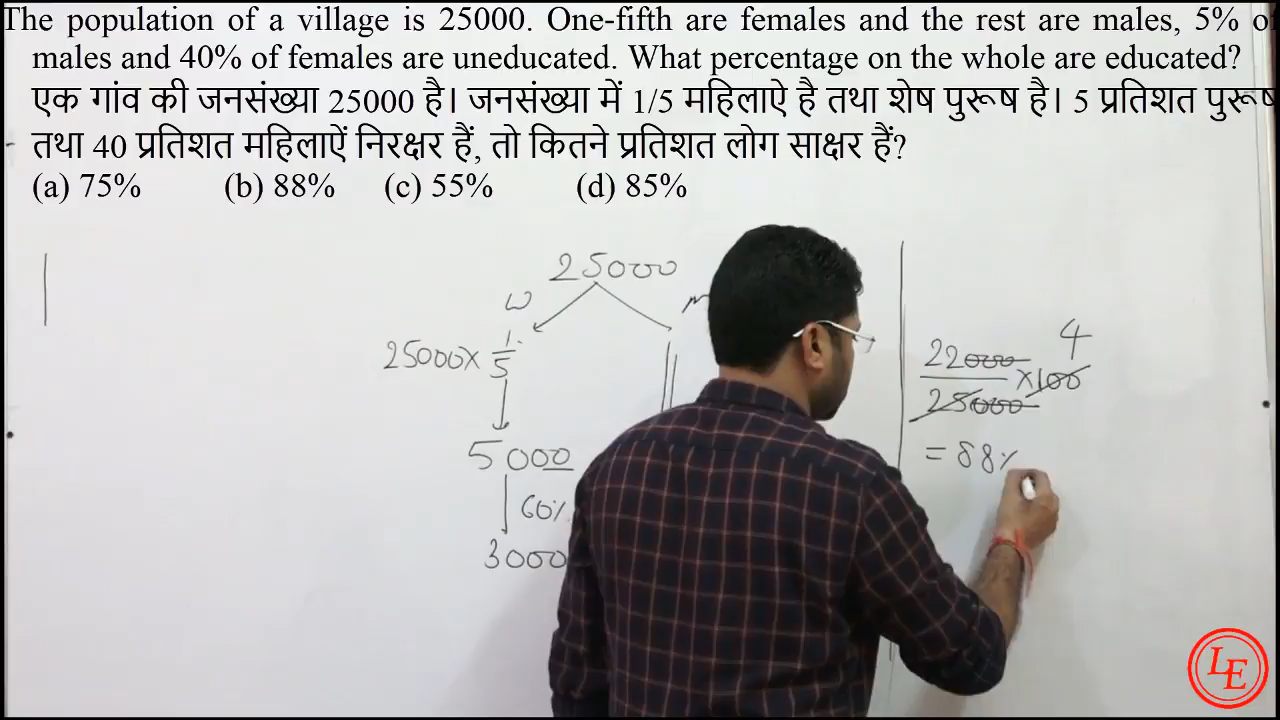 The population of a village is 25000. One-fifth are females and the rest are males, 5% of
males and 40% of females are uneducated. What percentage on the whole are educated?
एक गांव की जनसंख्या 25000 है। जनसंख्या में 1/5 महिलाऐ है तथा शेष पुरूष है। 5 प्रतिशत पुरूष
तथा 40 प्रतिशत महिलाऐं निरक्षर हैं, तो कितने प्रतिशत लोग साक्षर हैं?
(a) 75% (b) 88% (c) 55% (d) 85%
25000
W M
25000 × 1/5
5000
60%
3000
4
22000/25000 × 100
= 88%
LE